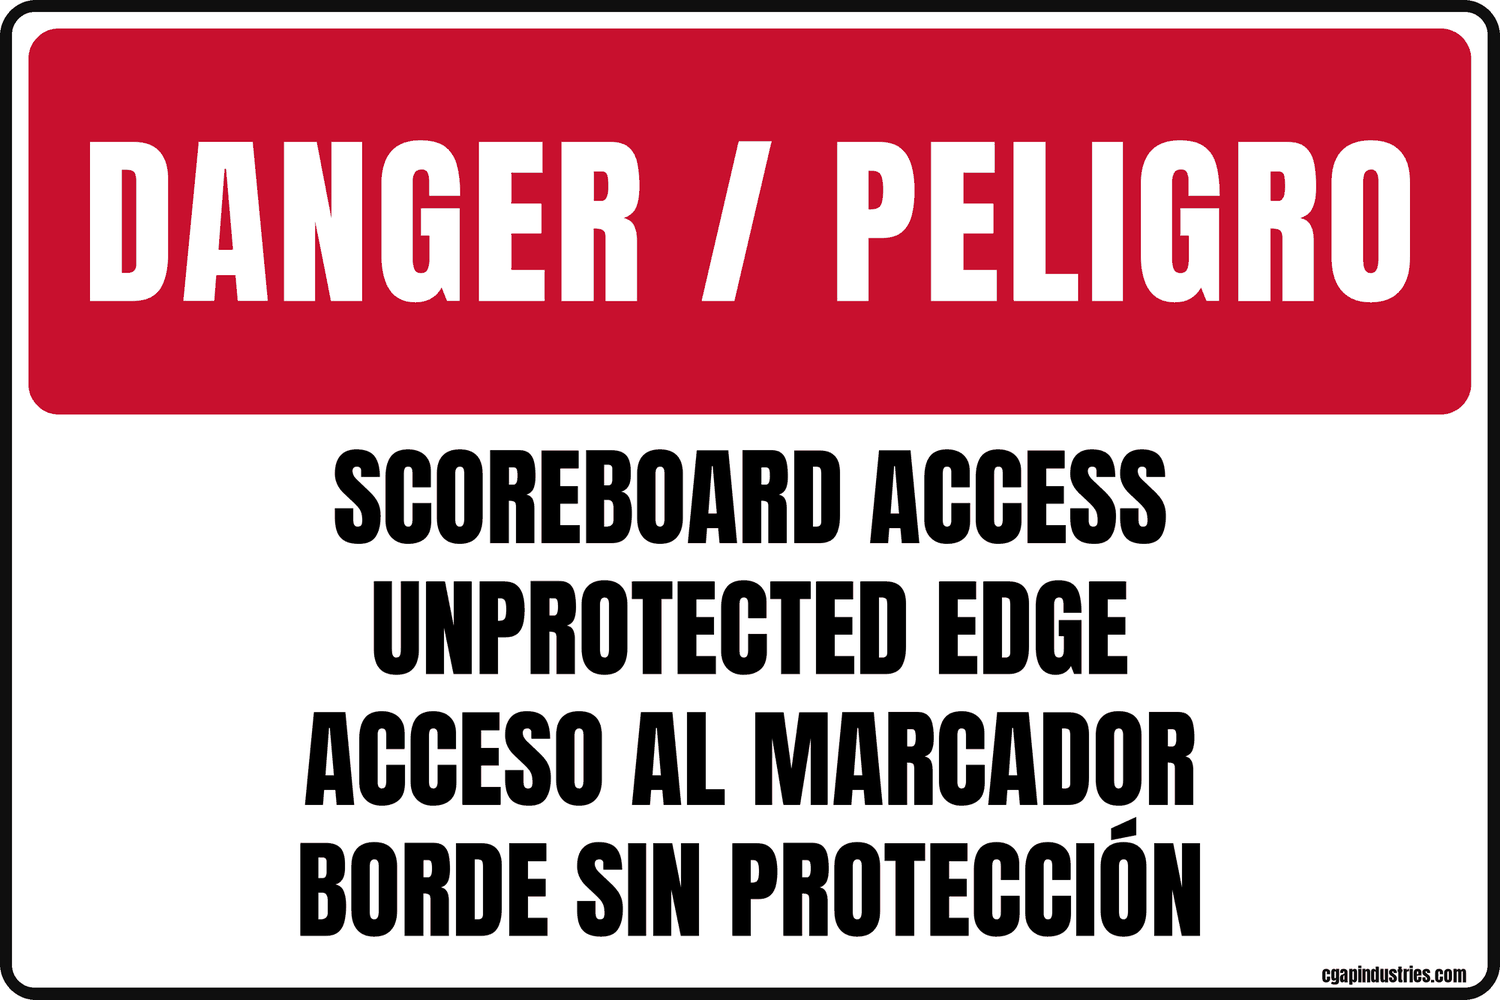 DANGER / PELIGRO
SCOREBOARD ACCESS
UNPROTECTED EDGE
ACCESO AL MARCADOR
BORDE SIN PROTECCIÓN
cgapindustries.com